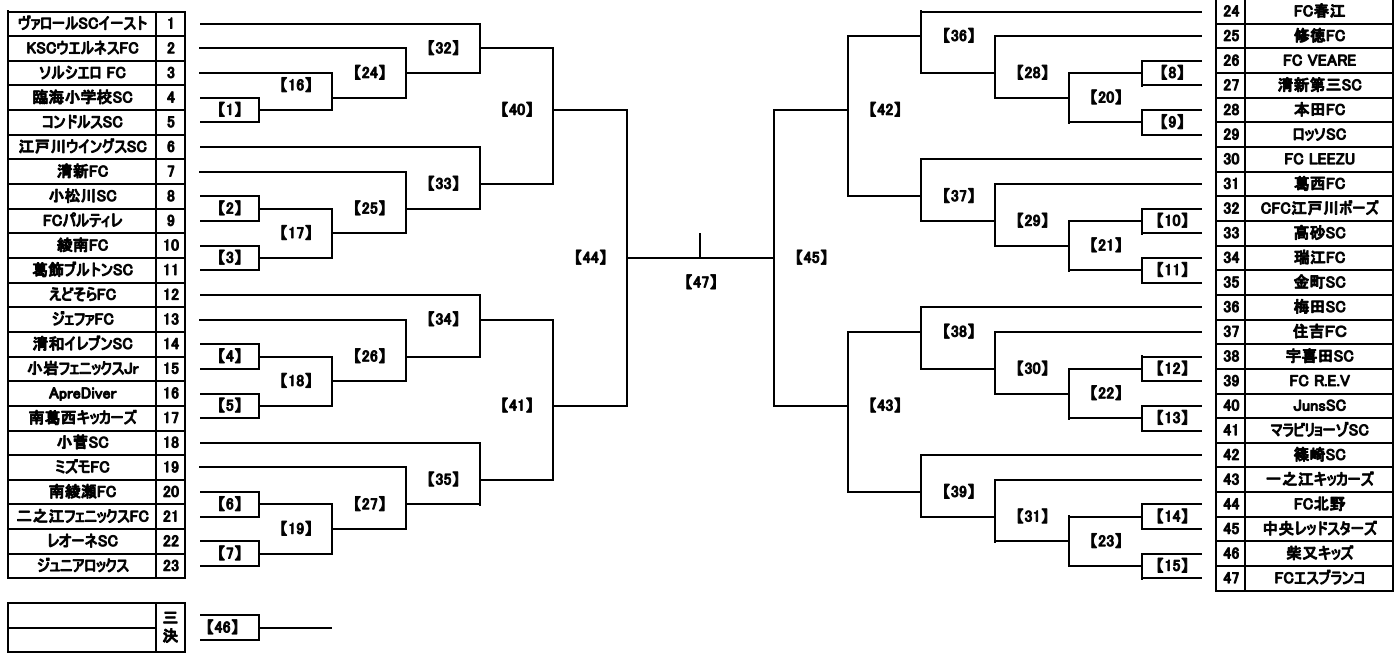 ヴァロールSCイースト 1
KSCウエルネスFC 2
ソルシエロ FC 3
臨海小学校SC 4
コンドルスSC 5
江戸川ウイングスSC 6
清新FC 7
小松川SC 8
FCパルティレ 9
綾南FC 10
葛飾ブルトンSC 11
えどそらFC 12
ジェファFC 13
清和イレブンSC 14
小岩フェニックスJr 15
ApreDiver 16
南葛西キッカーズ 17
小菅SC 18
ミズモFC 19
南綾瀬FC 20
二之江フェニックスFC 21
レオーネSC 22
ジュニアロックス 23
三決
【1】
【2】
【3】
【4】
【5】
【6】
【7】
【46】
【16】
【17】
【18】
【19】
【24】
【25】
【26】
【27】
【32】
【33】
【34】
【35】
【40】
【41】
【44】
【47】
【45】
【42】
【43】
【36】
【37】
【38】
【39】
【28】
【29】
【30】
【31】
【20】
【21】
【22】
【23】
【8】
【9】
【10】
【11】
【12】
【13】
【14】
【15】
24 FC春江
25 修徳FC
26 FC VEARE
27 清新第三SC
28 本田FC
29 ロッソSC
30 FC LEEZU
31 葛西FC
32 CFC江戸川ボーズ
33 高砂SC
34 瑞江FC
35 金町SC
36 梅田SC
37 住吉FC
38 宇喜田SC
39 FC R.E.V
40 JunsSC
41 マラビリョーゾSC
42 篠崎SC
43 一之江キッカーズ
44 FC北野
45 中央レッドスターズ
46 柴又キッズ
47 FCエスブランコ